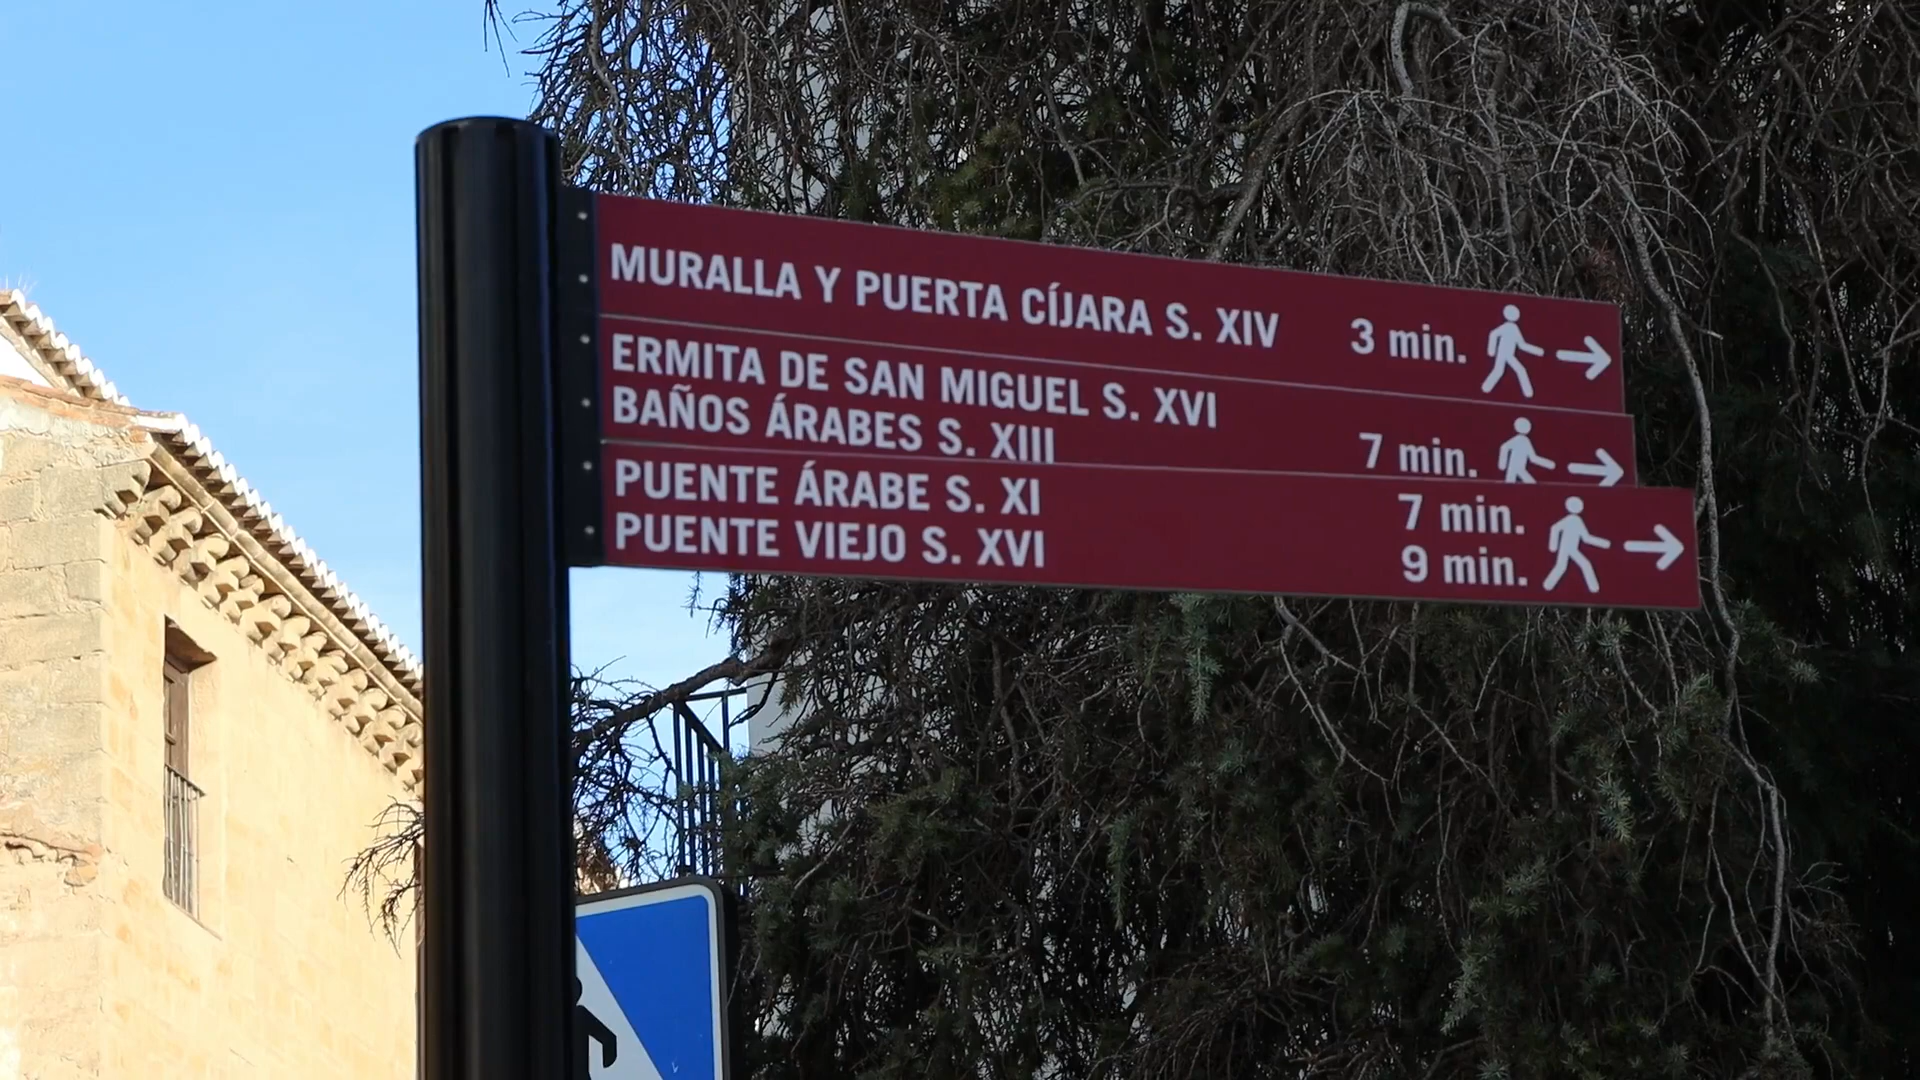 MURALLA Y PUERTA CÍJARA S. XIV 3 min.
ERMITA DE SAN MIGUEL S. XVI
BAÑOS ÁRABES S. XIII 7 min.
PUENTE ÁRABE S. XI 7 min.
PUENTE VIEJO S. XVI 9 min.